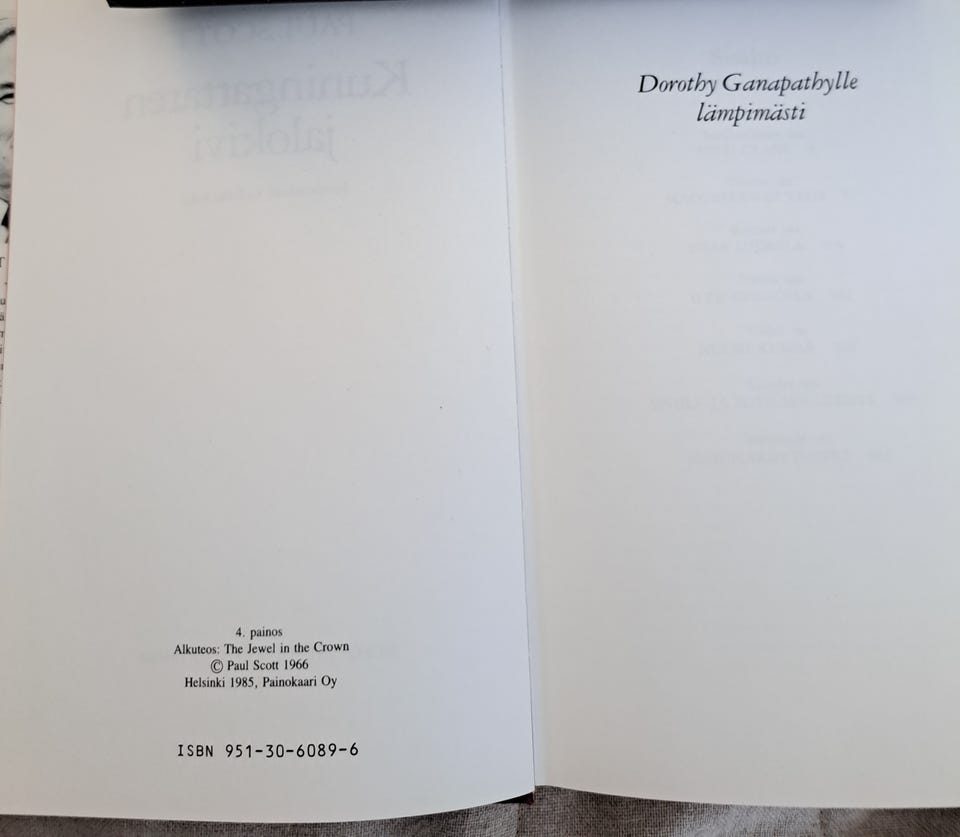 4. painos
Alkuteos: The Jewel in the Crown
© Paul Scott 1966
Helsinki 1985, Painokaari Oy
ISBN 951-30-6089-6
Dorothy Ganapathylle
lämpimästi